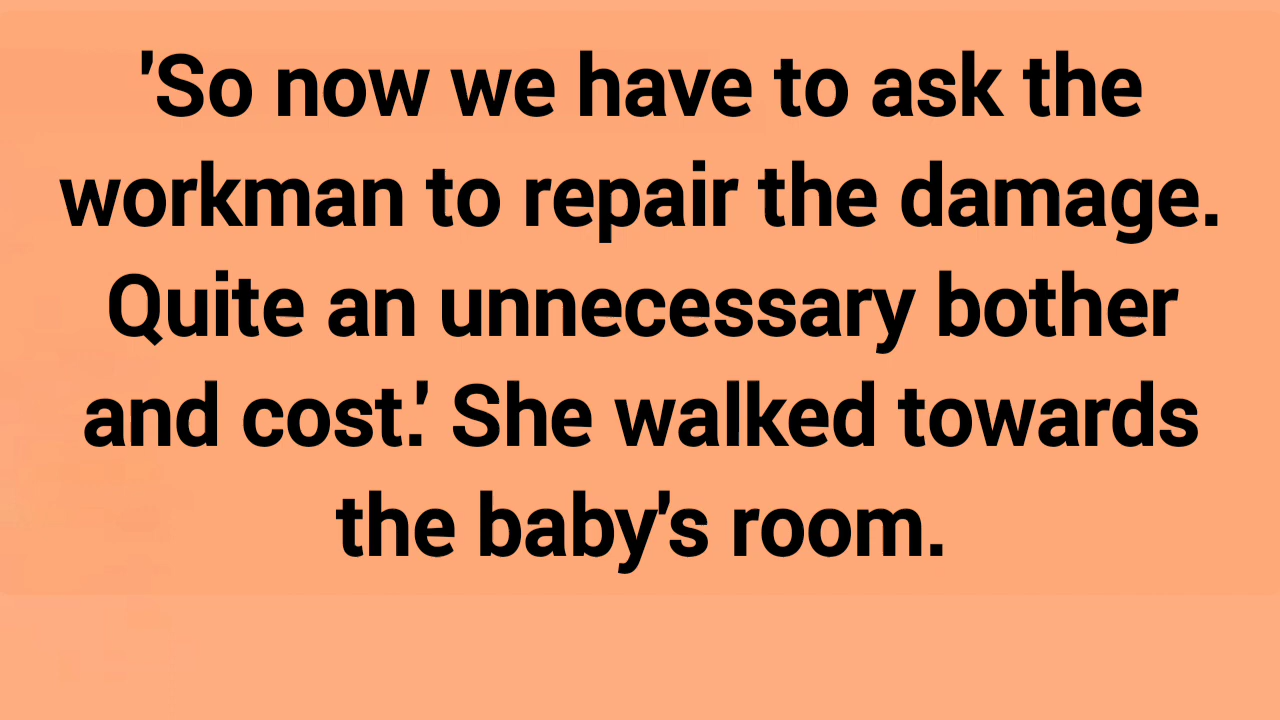 'So now we have to ask the
workman to repair the damage.
Quite an unnecessary bother
and cost.' She walked towards
the baby's room.